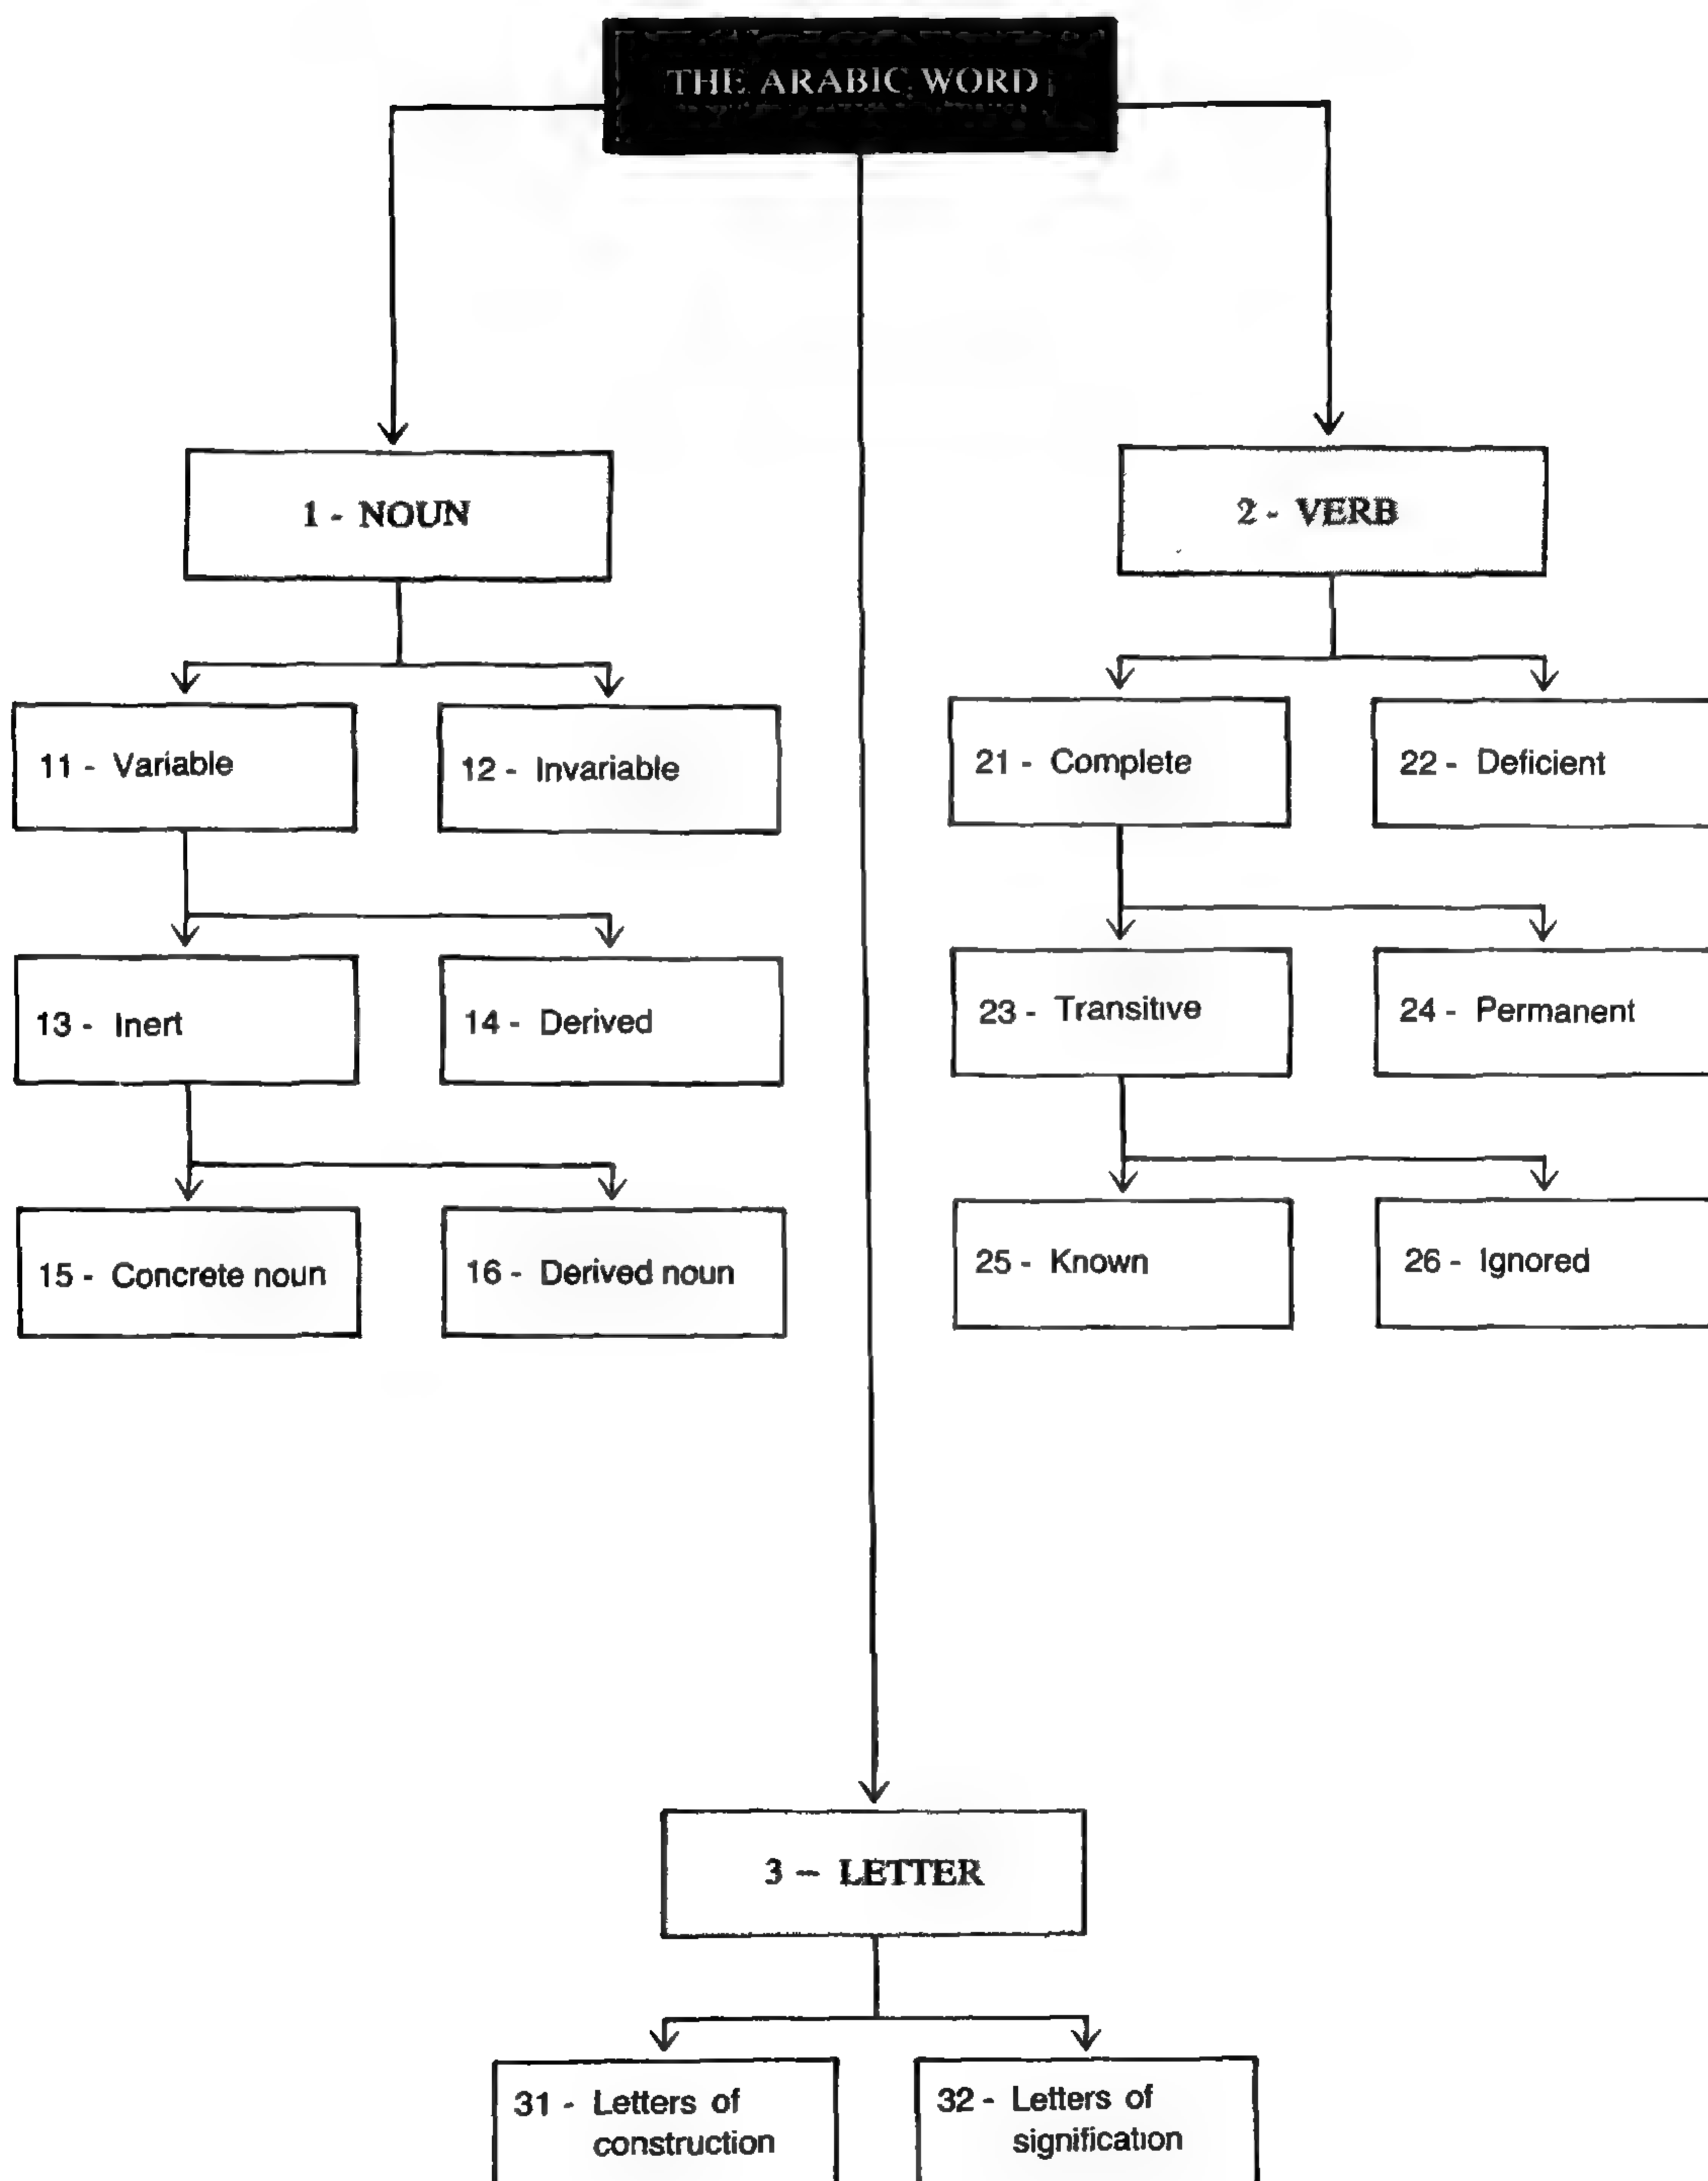 THE ARABIC WORD
1 - NOUN
2 - VERB
11 - Variable
12 - Invariable
21 - Complete
22 - Deficient
13 - Inert
14 - Derived
23 - Transitive
24 - Permanent
15 - Concrete noun
16 - Derived noun
25 - Known
26 - Ignored
3 – LETTER
31 - Letters of
construction
32 - Letters of
signification